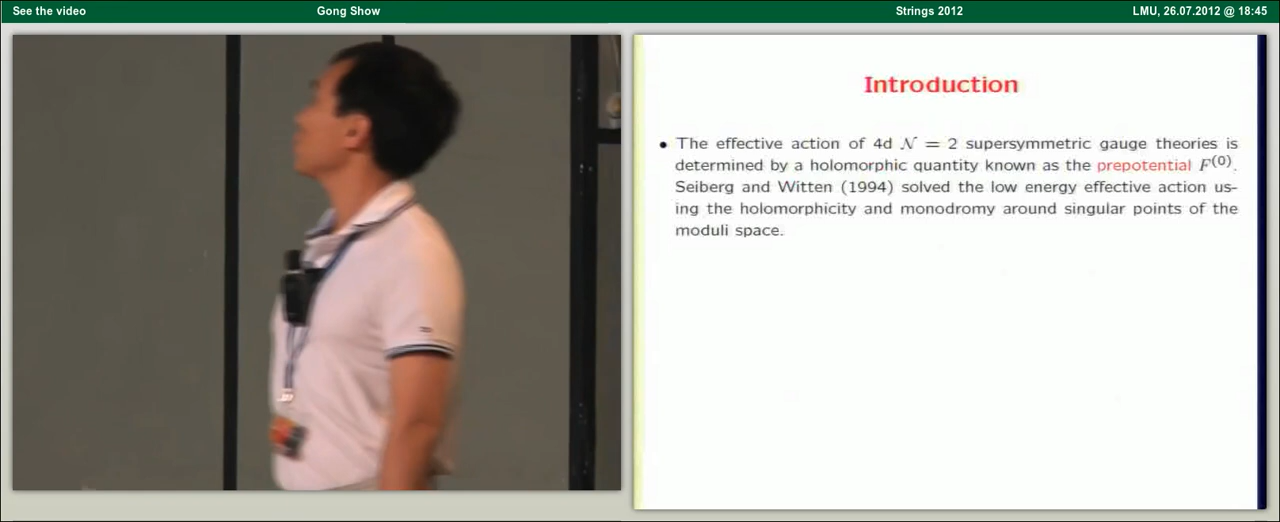 See the video Gong Show Strings 2012 LMU, 26.07.2012 @ 18:45
Introduction
• The effective action of 4d 𝒩 = 2 supersymmetric gauge theories is
determined by a holomorphic quantity known as the prepotential F⁽⁰⁾.
Seiberg and Witten (1994) solved the low energy effective action us-
ing the holomorphicity and monodromy around singular points of the
moduli space.